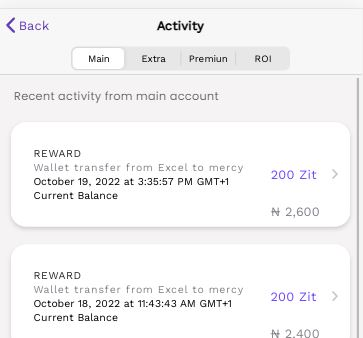 Back
Activity
Main Extra Premiun ROI
Recent activity from main account
REWARD
Wallet transfer from Excel to mercy
October 19, 2022 at 3:35:57 PM GMT+1
Current Balance
200 Zit
₦ 2,600
REWARD
Wallet transfer from Excel to mercy
October 18, 2022 at 11:43:43 AM GMT+1
Current Balance
200 Zit
₦ 2,400